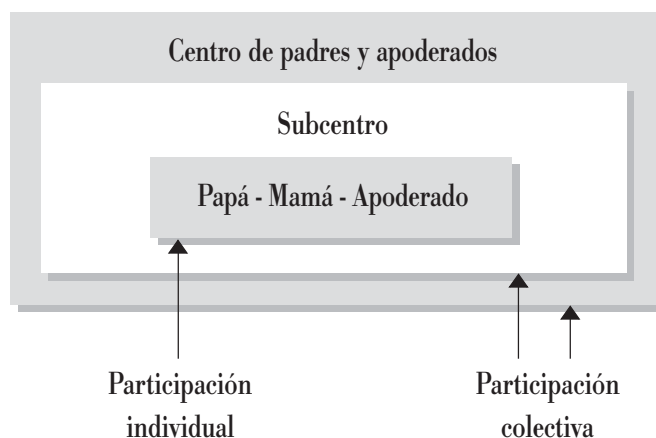 Centro de padres y apoderados
Subcentro
Papá - Mamá - Apoderado
Participación
individual
Participación
colectiva